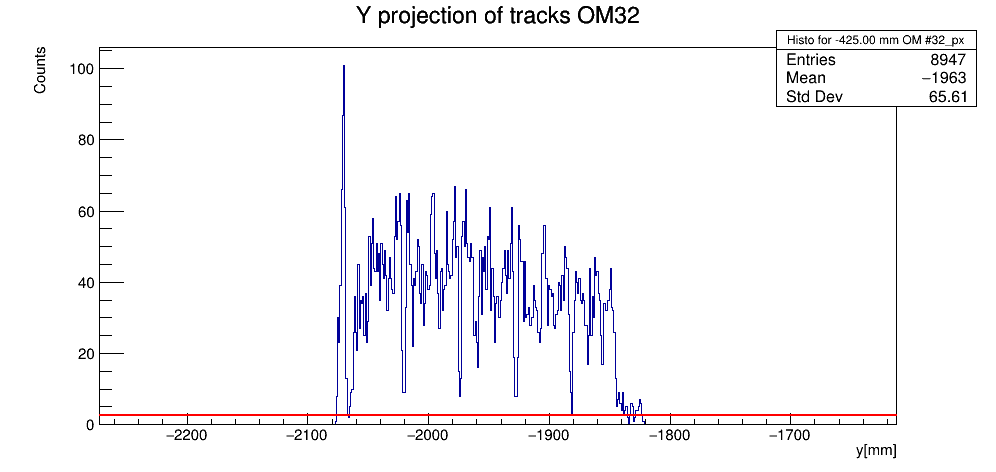 Y projection of tracks OM32
Histo for -425.00 mm OM #32_px
Entries 8947
Mean −1963
Std Dev 65.61
Counts
100
80
60
40
20
0
−2200 −2100 −2000 −1900 −1800 −1700
y[mm]